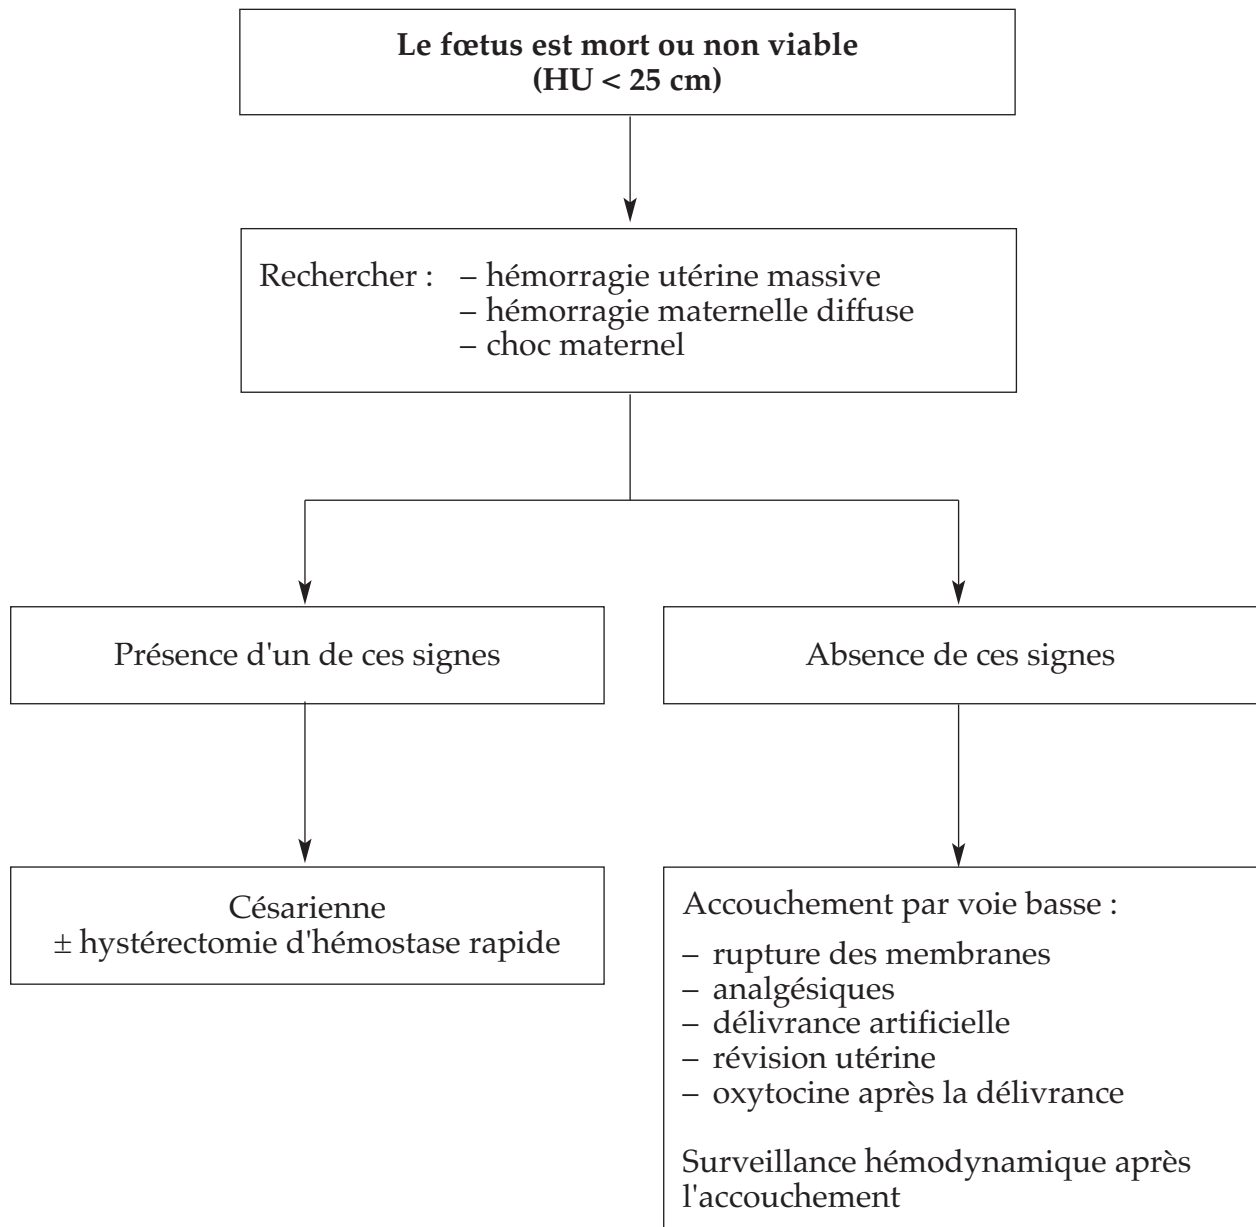 Le fœtus est mort ou non viable
(HU < 25 cm)
Rechercher : – hémorragie utérine massive
– hémorragie maternelle diffuse
– choc maternel
Présence d'un de ces signes
Absence de ces signes
Césarienne
± hystérectomie d'hémostase rapide
Accouchement par voie basse :
– rupture des membranes
– analgésiques
– délivrance artificielle
– révision utérine
– oxytocine après la délivrance
Surveillance hémodynamique après
l'accouchement